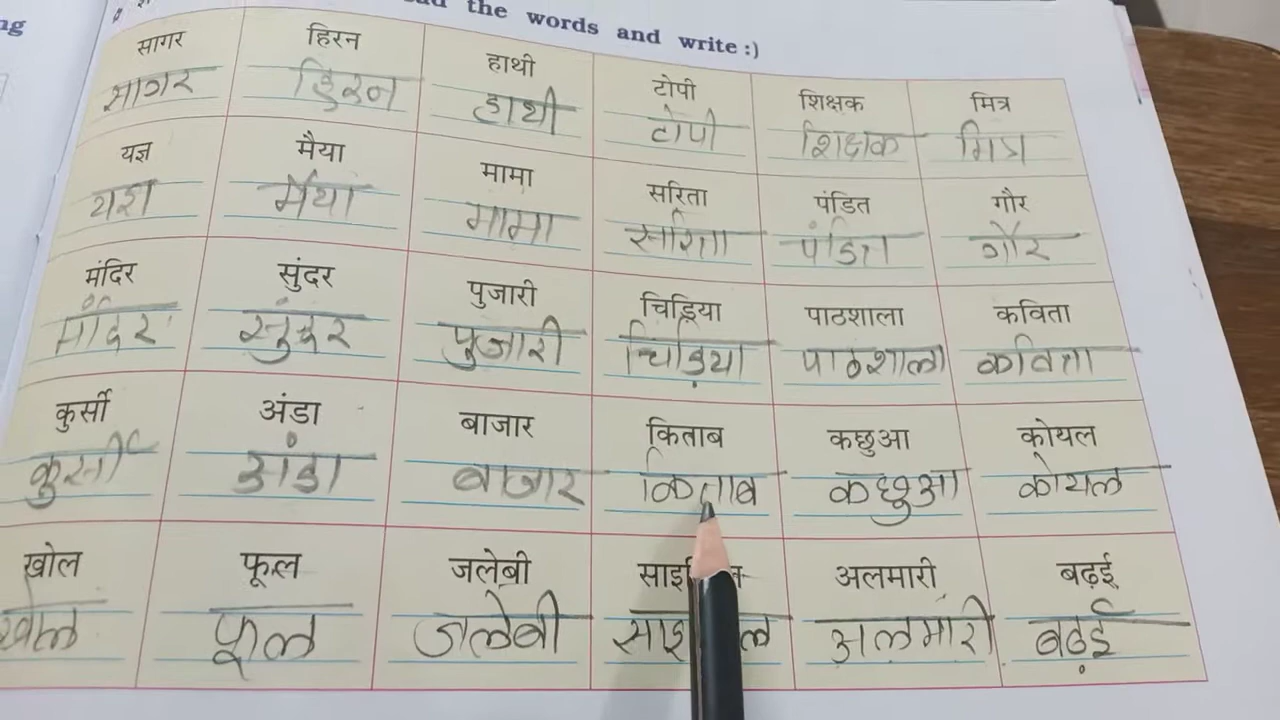 ng
the words and write :)
सागर हिरन हाथी टोपी शिक्षक मित्र
सागर हिरन हाथी टोपी शिक्षक मित्र
यज्ञ मैया मामा सरिता पंडित गौर
यज्ञ मैया मामा सरिता पंडित गौर
मंदिर सुंदर पुजारी चिड़िया पाठशाला कविता
मंदिर सुंदर पुजारी चिड़िया पाठशाला कविता
कुर्सी अंडा बाजार किताब कछुआ कोयल
कुर्सी अंडा बाजार किताब कछुआ कोयल
खोल फूल जलेबी अलमारी बढ़ई
खोल फूल जलेबी अलमारी बढ़ई